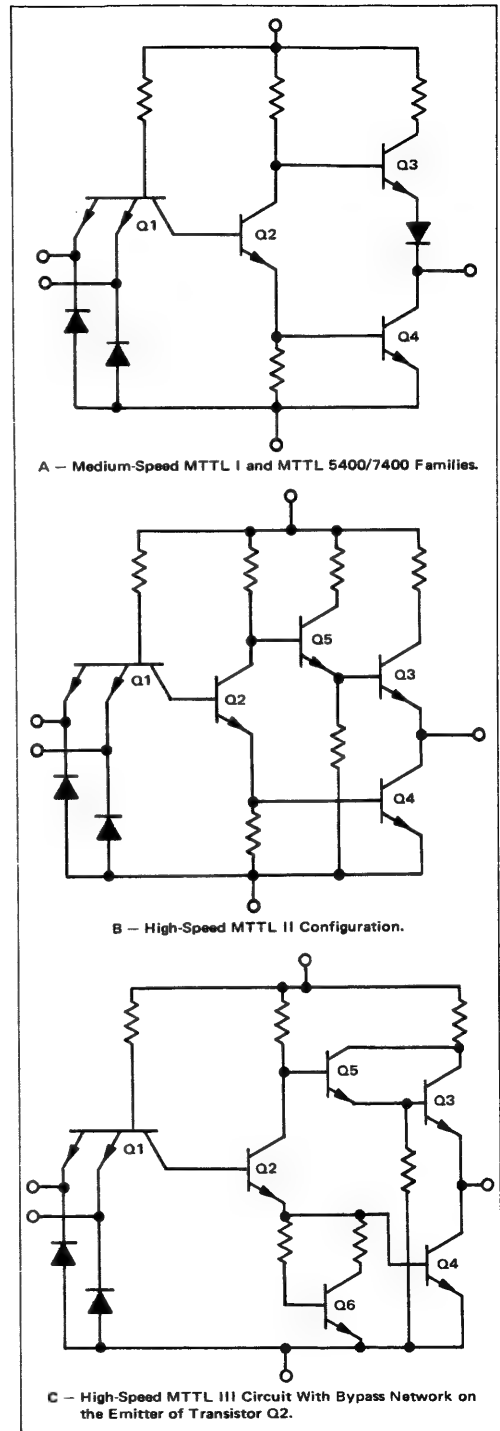 Q1
Q2
Q3
Q4
A — Medium-Speed MTTL I and MTTL 5400/7400 Families.
Q5
Q1
Q2
Q3
Q4
B — High-Speed MTTL II Configuration.
Q5
Q3
Q1
Q2
Q4
Q6
C — High-Speed MTTL III Circuit With Bypass Network on
the Emitter of Transistor Q2.